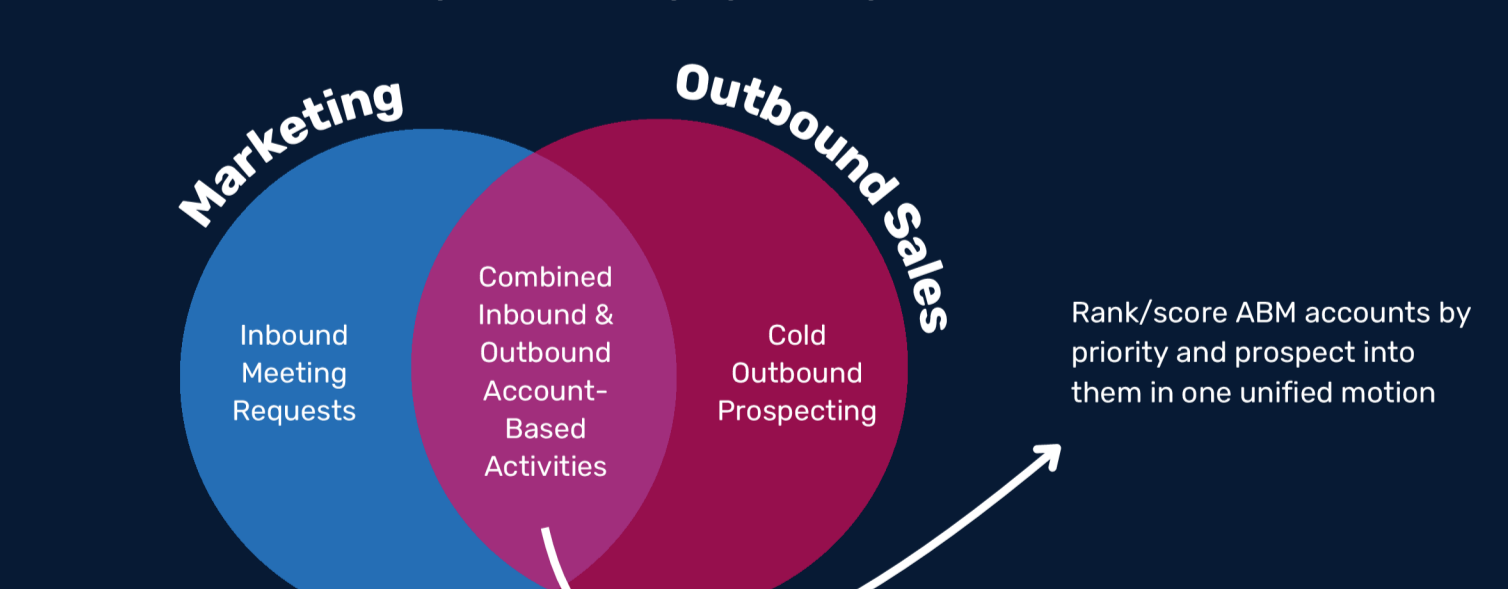 Marketing
Outbound Sales
Inbound
Meeting
Requests
Combined
Inbound &
Outbound
Account-
Based
Activities
Cold
Outbound
Prospecting
Rank/score ABM accounts by
priority and prospect into
them in one unified motion